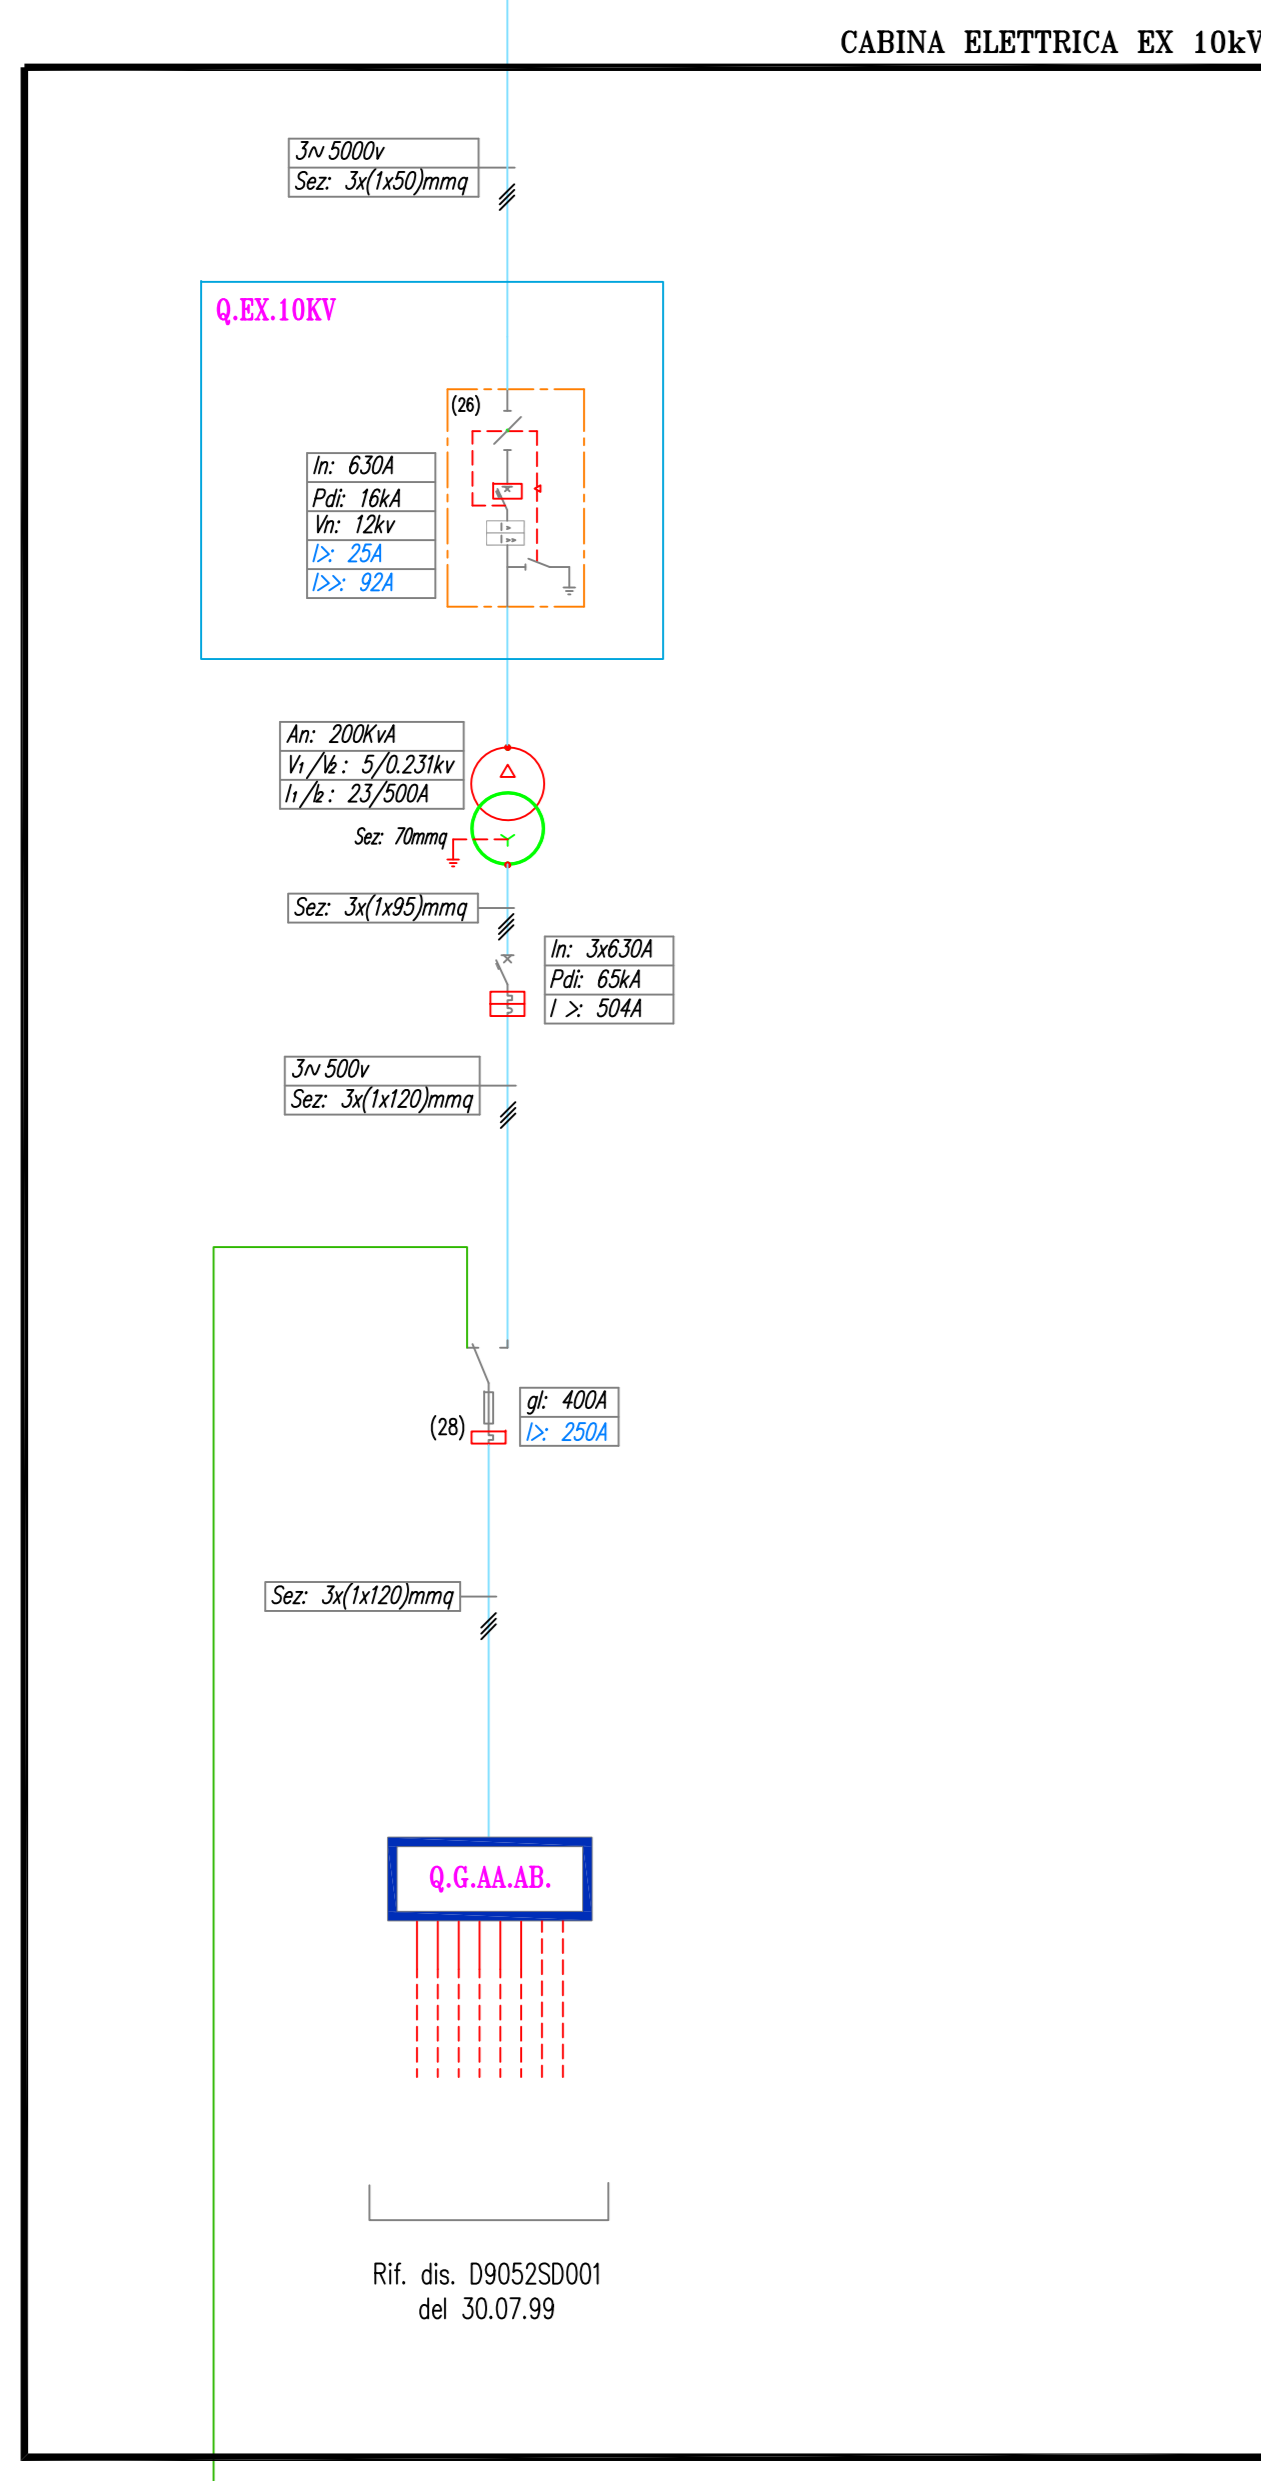 CABINA ELETTRICA EX 10kV
3~ 5000v
Sez: 3x(1x50)mmq
Q.EX.10KV
(26)
In: 630A
Pdi: 16kA
Vn: 12kv
I>: 25A
I>>: 92A
I >
I >>
An: 200KvA
V1/V2: 5/0.231kv
I1/I2: 23/500A
Sez: 70mmq
Sez: 3x(1x95)mmq
In: 3x630A
Pdi: 65kA
I >: 504A
3~ 500v
Sez: 3x(1x120)mmq
gl: 400A
(28)
I>: 250A
Sez: 3x(1x120)mmq
Q.G.AA.AB.
Rif. dis. D9052SD001
del 30.07.99